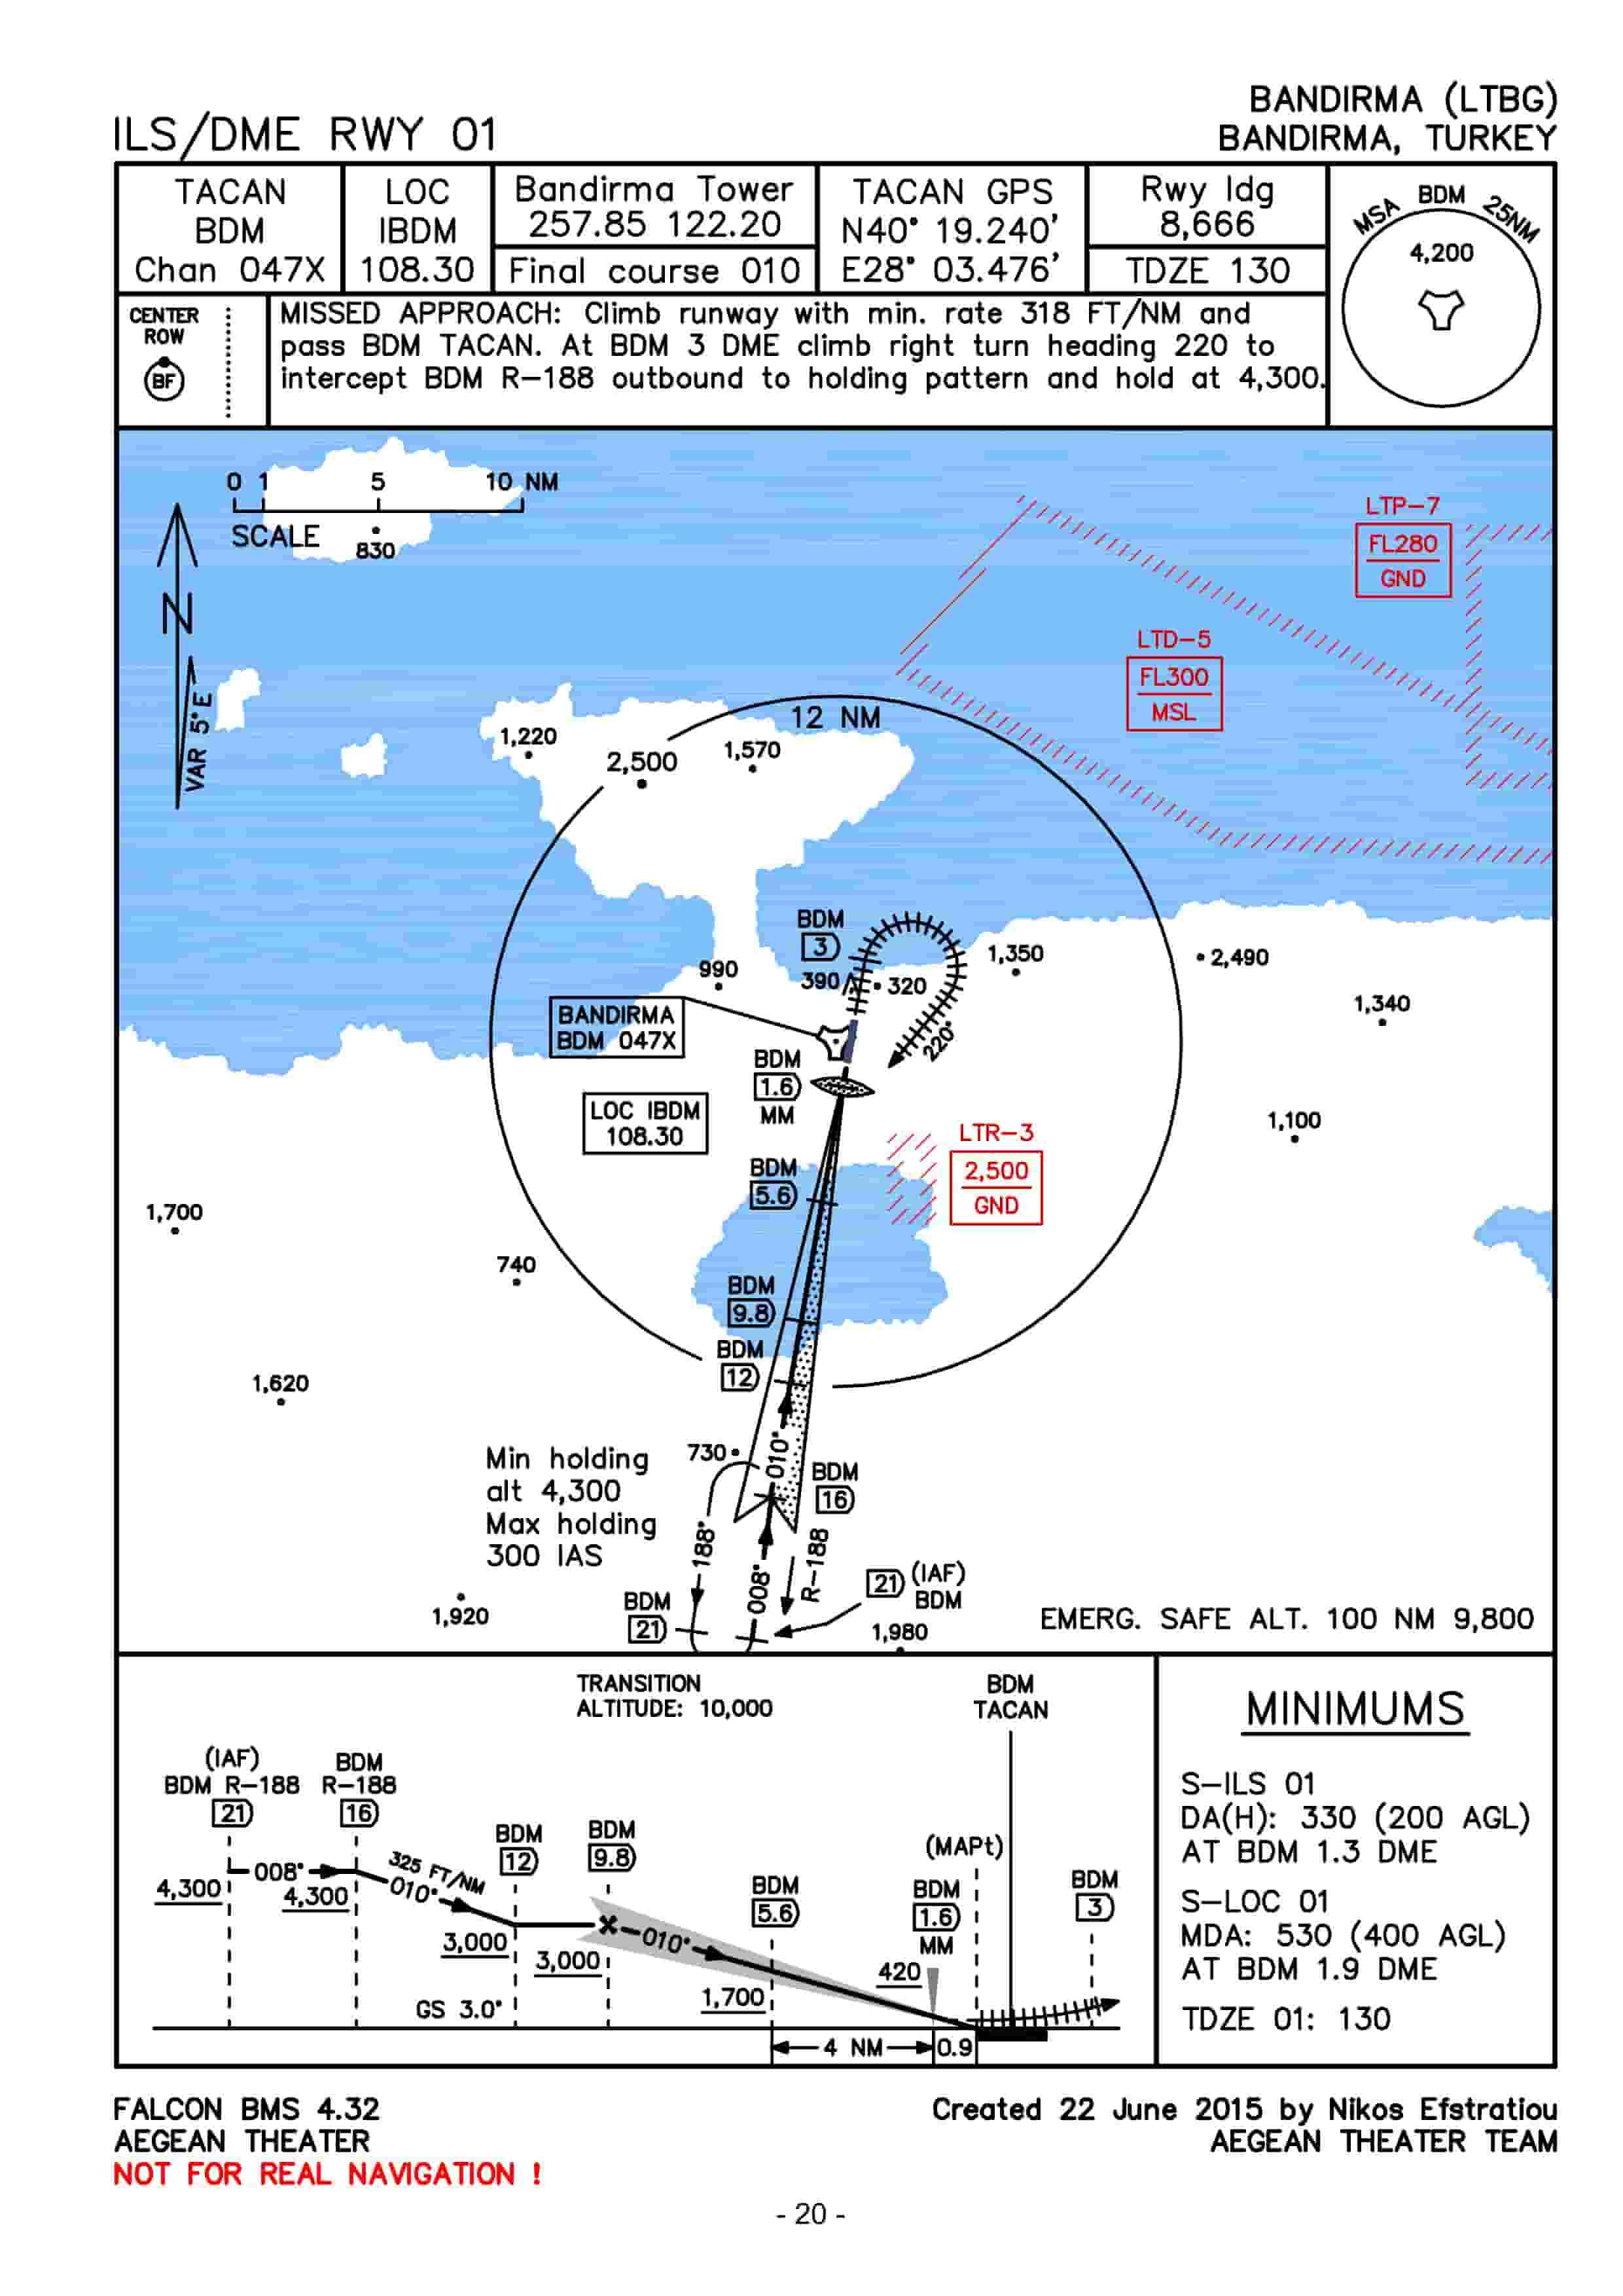 ILS/DME RWY 01
BANDIRMA (LTBG)
BANDIRMA, TURKEY
TACAN
BDM
Chan 047X
LOC
IBDM
108.30
Bandirma Tower
257.85 122.20
Final course 010
TACAN GPS
N40° 19.240'
E28° 03.476'
Rwy ldg
8,666
TDZE 130
MSA BDM 25NM
4,200
CENTER
ROW
BF
MISSED APPROACH: Climb runway with min. rate 318 FT/NM and
pass BDM TACAN. At BDM 3 DME climb right turn heading 220 to
intercept BDM R-188 outbound to holding pattern and hold at 4,300.
0 1 5 10 NM
SCALE
830
N
VAR 5°E
LTP-7
FL280
GND
LTD-5
FL300
MSL
12 NM
1,220
2,500
1,570
BDM
3
990
390
320
1,350
2,490
1,340
220°
BANDIRMA
BDM 047X
BDM
1.6
MM
LOC IBDM
108.30
1,100
LTR-3
2,500
GND
BDM
5.6
1,700
740
BDM
9.8
BDM
12
1,620
730
010°
BDM
16
Min holding
alt 4,300
Max holding
300 IAS
188°
008°
R-188
21 (IAF)
BDM
BDM
21
1,920
1,980
EMERG. SAFE ALT. 100 NM 9,800
TRANSITION
ALTITUDE: 10,000
BDM
TACAN
(IAF)
BDM R-188
21
BDM
R-188
16
BDM
12
BDM
9.8
BDM
5.6
(MAPt)
BDM
1.6
MM
BDM
3
008°
4,300
4,300
325 FT/NM
010°
3,000
3,000
010°
1,700
420
GS 3.0°
4 NM
0.9
MINIMUMS
S-ILS 01
DA(H): 330 (200 AGL)
AT BDM 1.3 DME
S-LOC 01
MDA: 530 (400 AGL)
AT BDM 1.9 DME
TDZE 01: 130
FALCON BMS 4.32
AEGEAN THEATER
NOT FOR REAL NAVIGATION !
Created 22 June 2015 by Nikos Efstratiou
AEGEAN THEATER TEAM
- 20 -